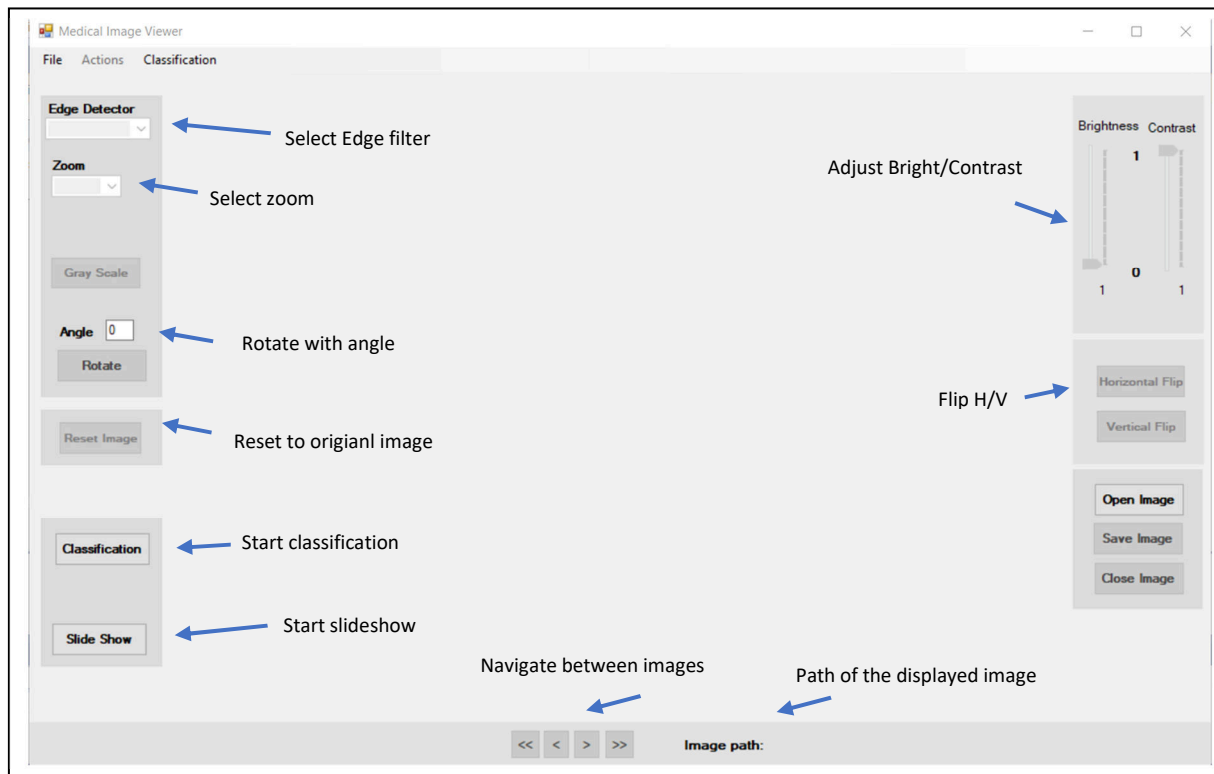 Medical Image Viewer
File Actions Classification
Edge Detector
Select Edge filter
Zoom
Select zoom
Gray Scale
Angle 0
Rotate with angle
Rotate
Reset Image
Reset to origianl image
Classification
Start classification
Slide Show
Start slideshow
Brightness Contrast
Adjust Bright/Contrast
1
0
1 1
Horizontal Flip
Flip H/V
Vertical Flip
Open Image
Save Image
Close Image
Navigate between images
Path of the displayed image
<< < > >> Image path: